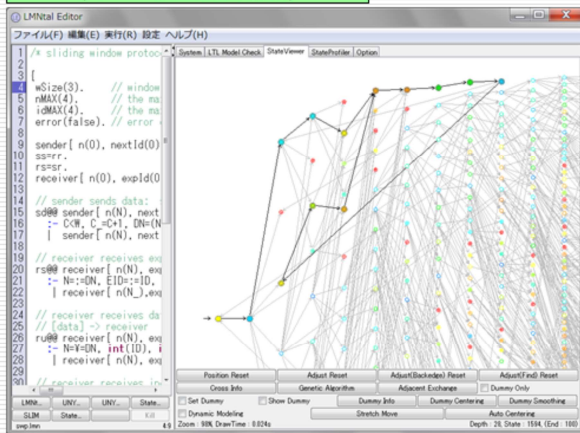 LMNtal Editor
ファイル(F) 編集(E) 実行(R) 設定 ヘルプ(H)
System LTL Model Check StateViewer StateProfiler Option
1 /* sliding window protoc
2
3 [
4 wSize(3). // window
5 nMAX(4). // the ma
6 idMAX(4). // the ma
7 error(false). // error
8
9 sender[ n(0), nextId(0)
10 ss=rr.
11 rs=sr.
12 receiver[ n(0), expId(0
13
14 // sender sends data:
15 sd@@ sender[ n(N), next
16 :- C<W, C_=C+1, DN=(N
17 | sender[ n(N), next
18
19 // receiver receives
20 rs@@ receiver[ n(N), exp
21 :- N=:=DN, EID=:=ID,
22 | receiver[ n(N_),exp
23
24 // receiver receives da
25 // [data] -> receiver
26 ru@@ receiver[ n(N), exp
27 :- N=¥=DN, int(ID), i
28 | receiver[ n(N), exp
29
30 // receiver receives
Position Reset Adjust Reset Adjust(Backedge) Reset Adjust(Find) Reset
Cross Info Genetic Algorithm Adjacent Exchange Dummy Only
Set Dummy Show Dummy Dummy Info Dummy Centering Dummy Smoothing
Dynamic Modeling Stretch Move Auto Centering
LMNt... UNY... UNY... State...
SLIM State... Kill
swp.lmn 4:9
Zoom : 98% DrawTime : 0.024s Depth : 28, State : 1594, (End : 100)